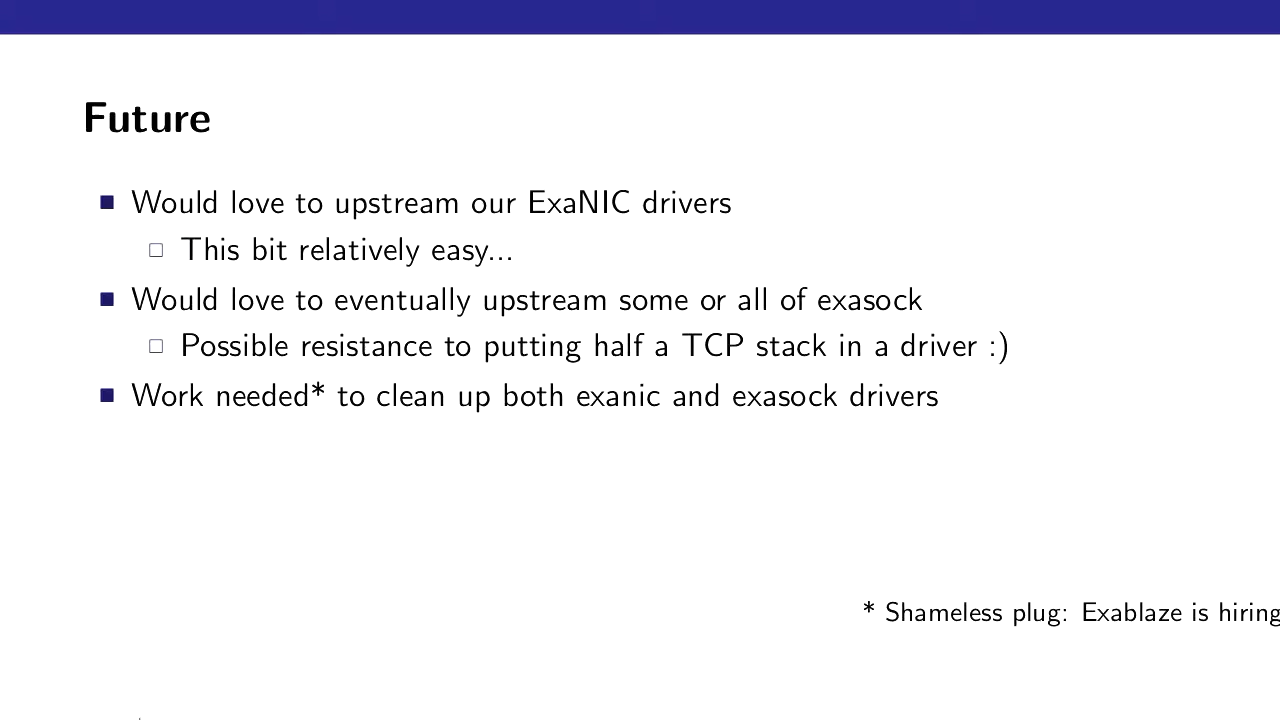 Future
Would love to upstream our ExaNIC drivers
This bit relatively easy...
Would love to eventually upstream some or all of exasock
Possible resistance to putting half a TCP stack in a driver :)
Work needed* to clean up both exanic and exasock drivers
* Shameless plug: Exablaze is hiring